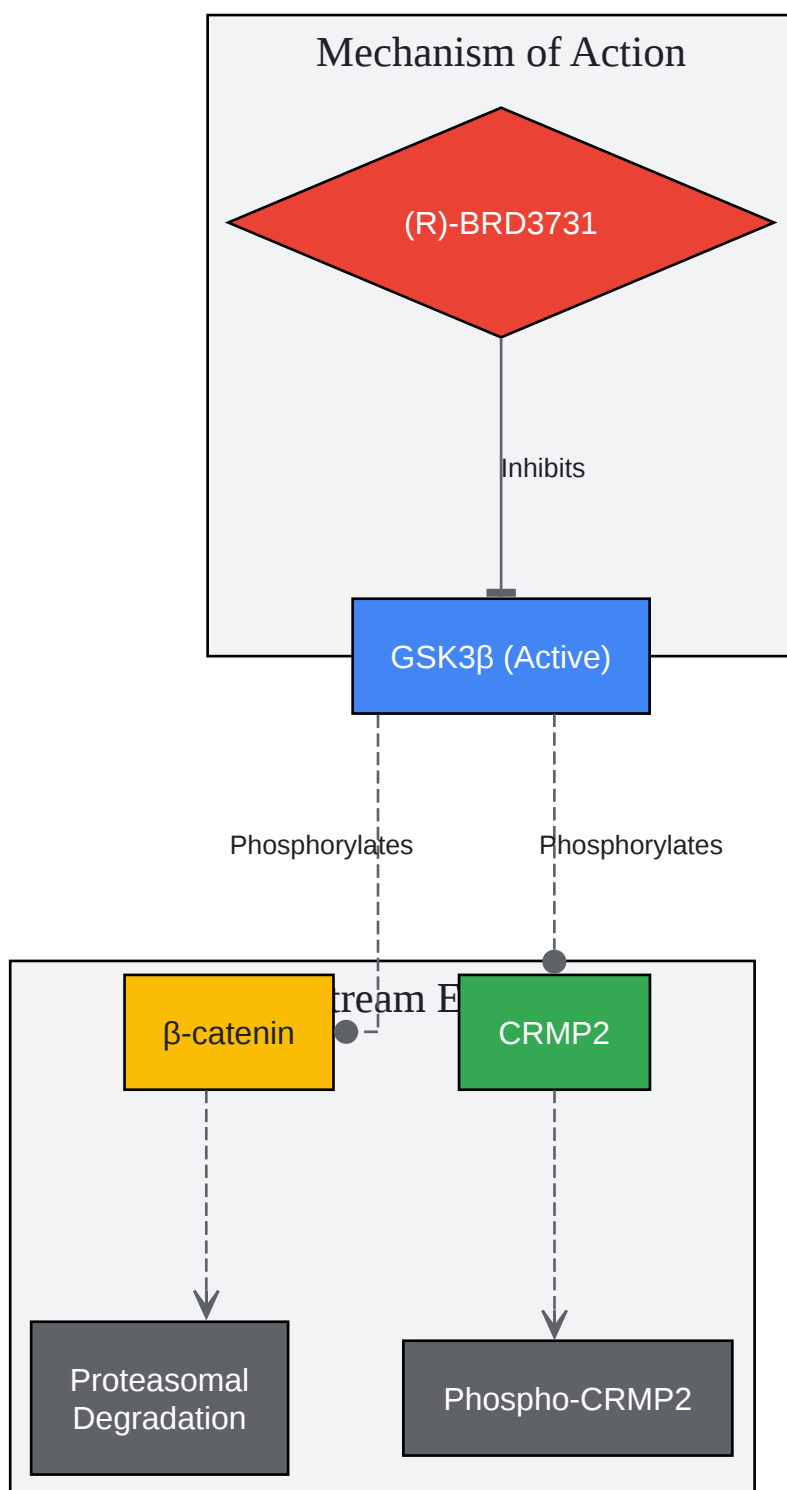 Mechanism of Action
(R)-BRD3731
Inhibits
GSK3β (Active)
Phosphorylates
Phosphorylates
β-catenin
CRMP2
Proteasomal
Degradation
Phospho-CRMP2